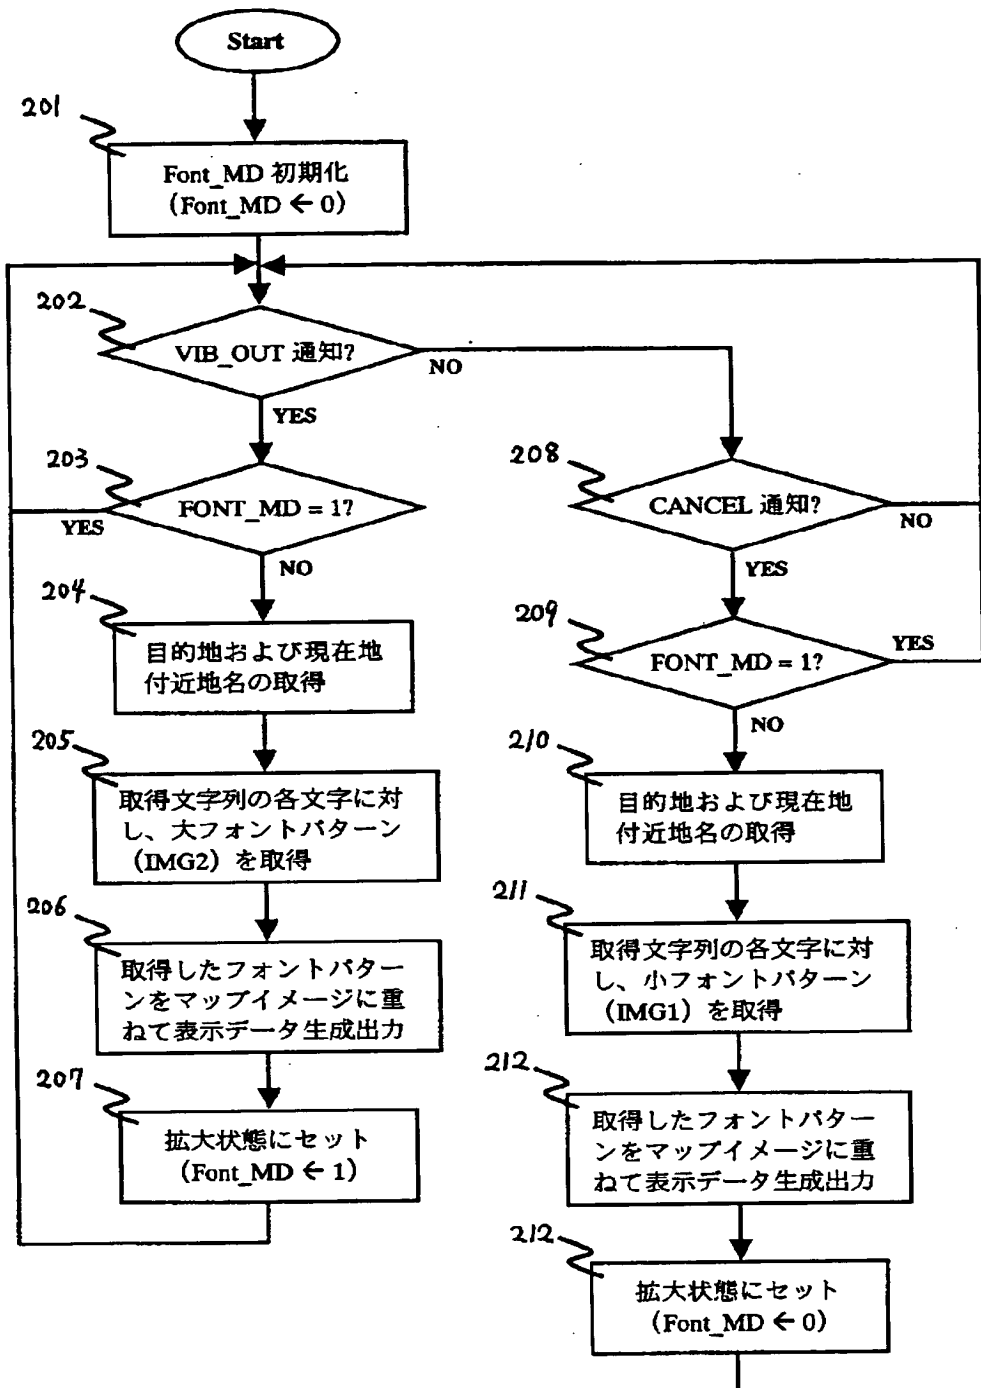 Start
201
Font_MD 初期化
(Font_MD ← 0)
202
VIB_OUT 通知?
NO
YES
203
FONT_MD = 1?
YES
NO
204
目的地および現在地
付近地名の取得
205
取得文字列の各文字に対
し、大フォントパターン
(IMG2) を取得
206
取得したフォントパター
ンをマップイメージに重
ねて表示データ生成出力
207
拡大状態にセット
(Font_MD ← 1)
208
CANCEL 通知?
NO
YES
209
FONT_MD = 1?
YES
NO
210
目的地および現在地
付近地名の取得
211
取得文字列の各文字に対
し、小フォントパターン
(IMG1) を取得
212
取得したフォントパター
ンをマップイメージに重
ねて表示データ生成出力
212
拡大状態にセット
(Font_MD ← 0)